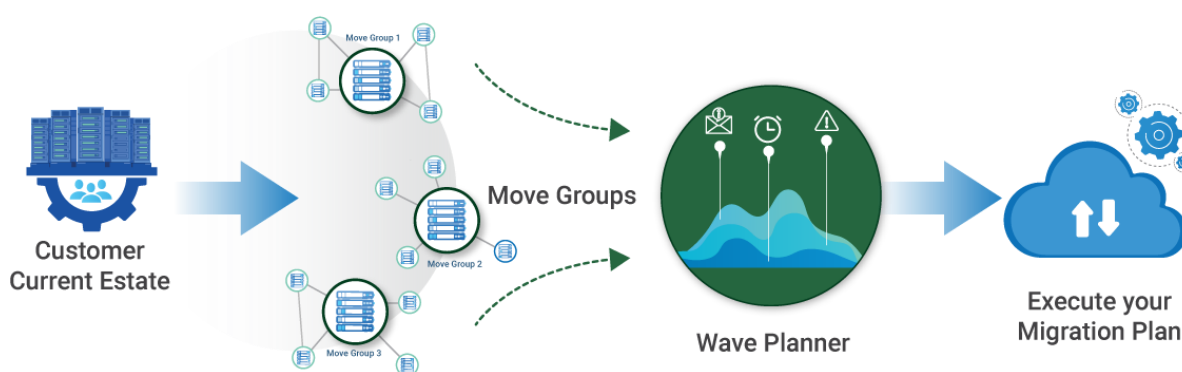 Customer
Current Estate
Move Group 1
Move Group 2
Move Group 3
Move Groups
Wave Planner
Execute your
Migration Plan